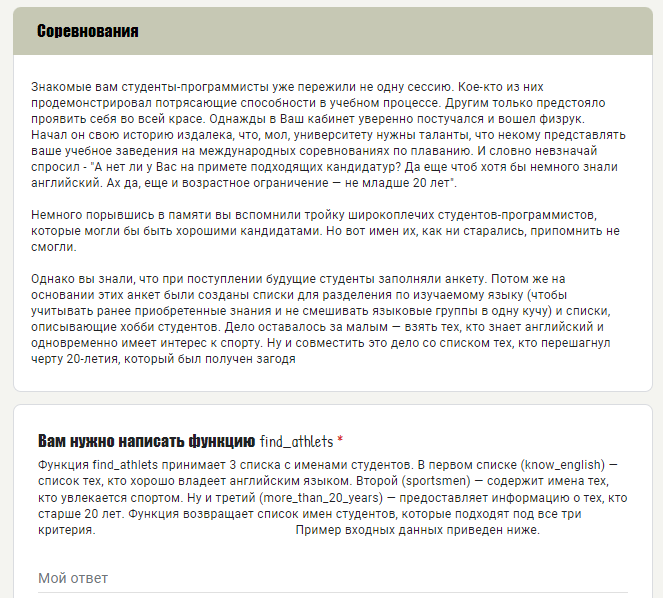 Соревнования
Знакомые вам студенты-программисты уже пережили не одну сессию. Кое-кто из них
продемонстрировал потрясающие способности в учебном процессе. Другим только предстояло
проявить себя во всей красе. Однажды в Ваш кабинет уверенно постучался и вошел физрук.
Начал он свою историю издалека, что, мол, университету нужны таланты, что некому представлять
ваше учебное заведения на международных соревнованиях по плаванию. И словно невзначай
спросил - "А нет ли у Вас на примете подходящих кандидатур? Да еще чтоб хотя бы немного знали
английский. Ах да, еще и возрастное ограничение — не младше 20 лет".
Немного порывшись в памяти вы вспомнили тройку широкоплечих студентов-программистов,
которые могли бы быть хорошими кандидатами. Но вот имен их, как ни старались, припомнить не
смогли.
Однако вы знали, что при поступлении будущие студенты заполняли анкету. Потом же на
основании этих анкет были созданы списки для разделения по изучаемому языку (чтобы
учитывать ранее приобретенные знания и не смешивать языковые группы в одну кучу) и списки,
описывающие хобби студентов. Дело оставалось за малым — взять тех, кто знает английский и
одновременно имеет интерес к спорту. Ну и совместить это дело со списком тех, кто перешагнул
черту 20-летия, который был получен загодя
Вам нужно написать функцию find_athlets *
Функция find_athlets принимает 3 списка с именами студентов. В первом списке (know_english) —
список тех, кто хорошо владеет английским языком. Второй (sportsmen) — содержит имена тех,
кто увлекается спортом. Ну и третий (more_than_20_years) — предоставляет информацию о тех, кто
старше 20 лет. Функция возвращает список имен студентов, которые подходят под все три
критерия. Пример входных данных приведен ниже.
Мой ответ